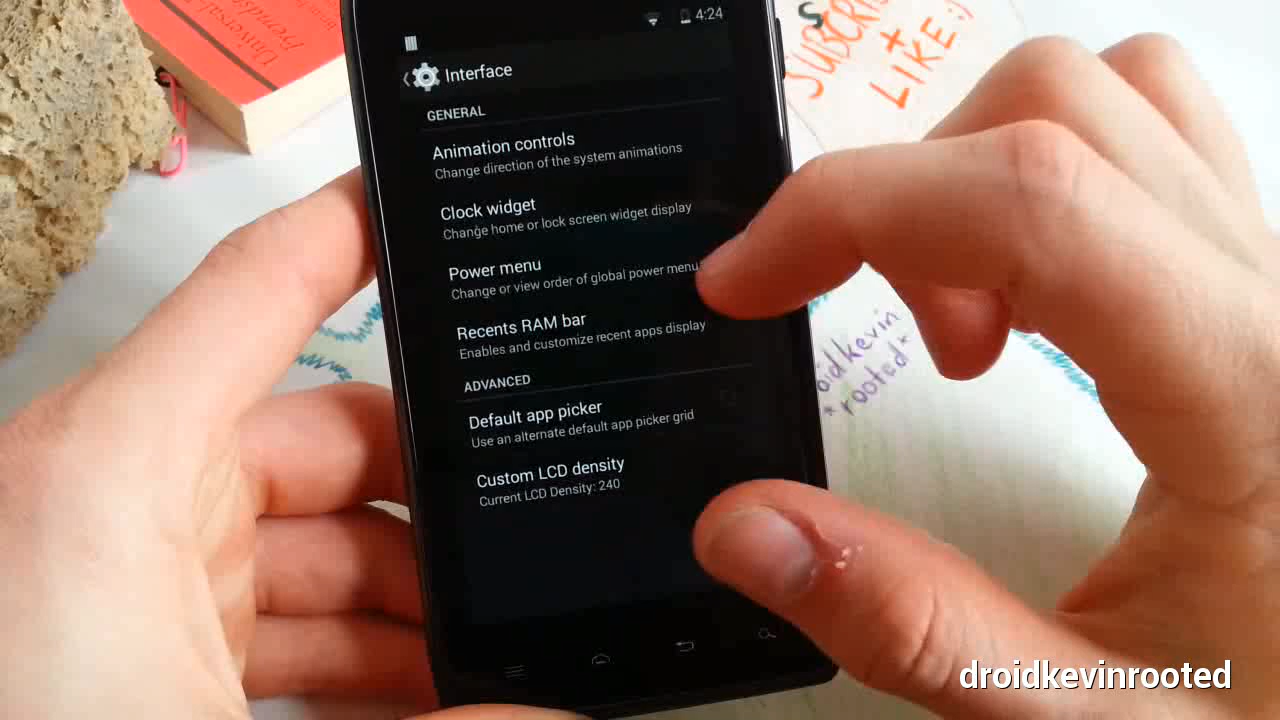 4:24
Interface
GENERAL
Animation controls
Change direction of the system animations
Clock widget
Change home or lock screen widget display
Power menu
Change or view order of global power menu
Recents RAM bar
Enables and customize recent apps display
ADVANCED
Default app picker
Use an alternate default app picker grid
Custom LCD density
Current LCD Density: 240
SUBSCRI
+
LIKE :)
oidkevin
*rooted*
Universal-
droidkevinrooted